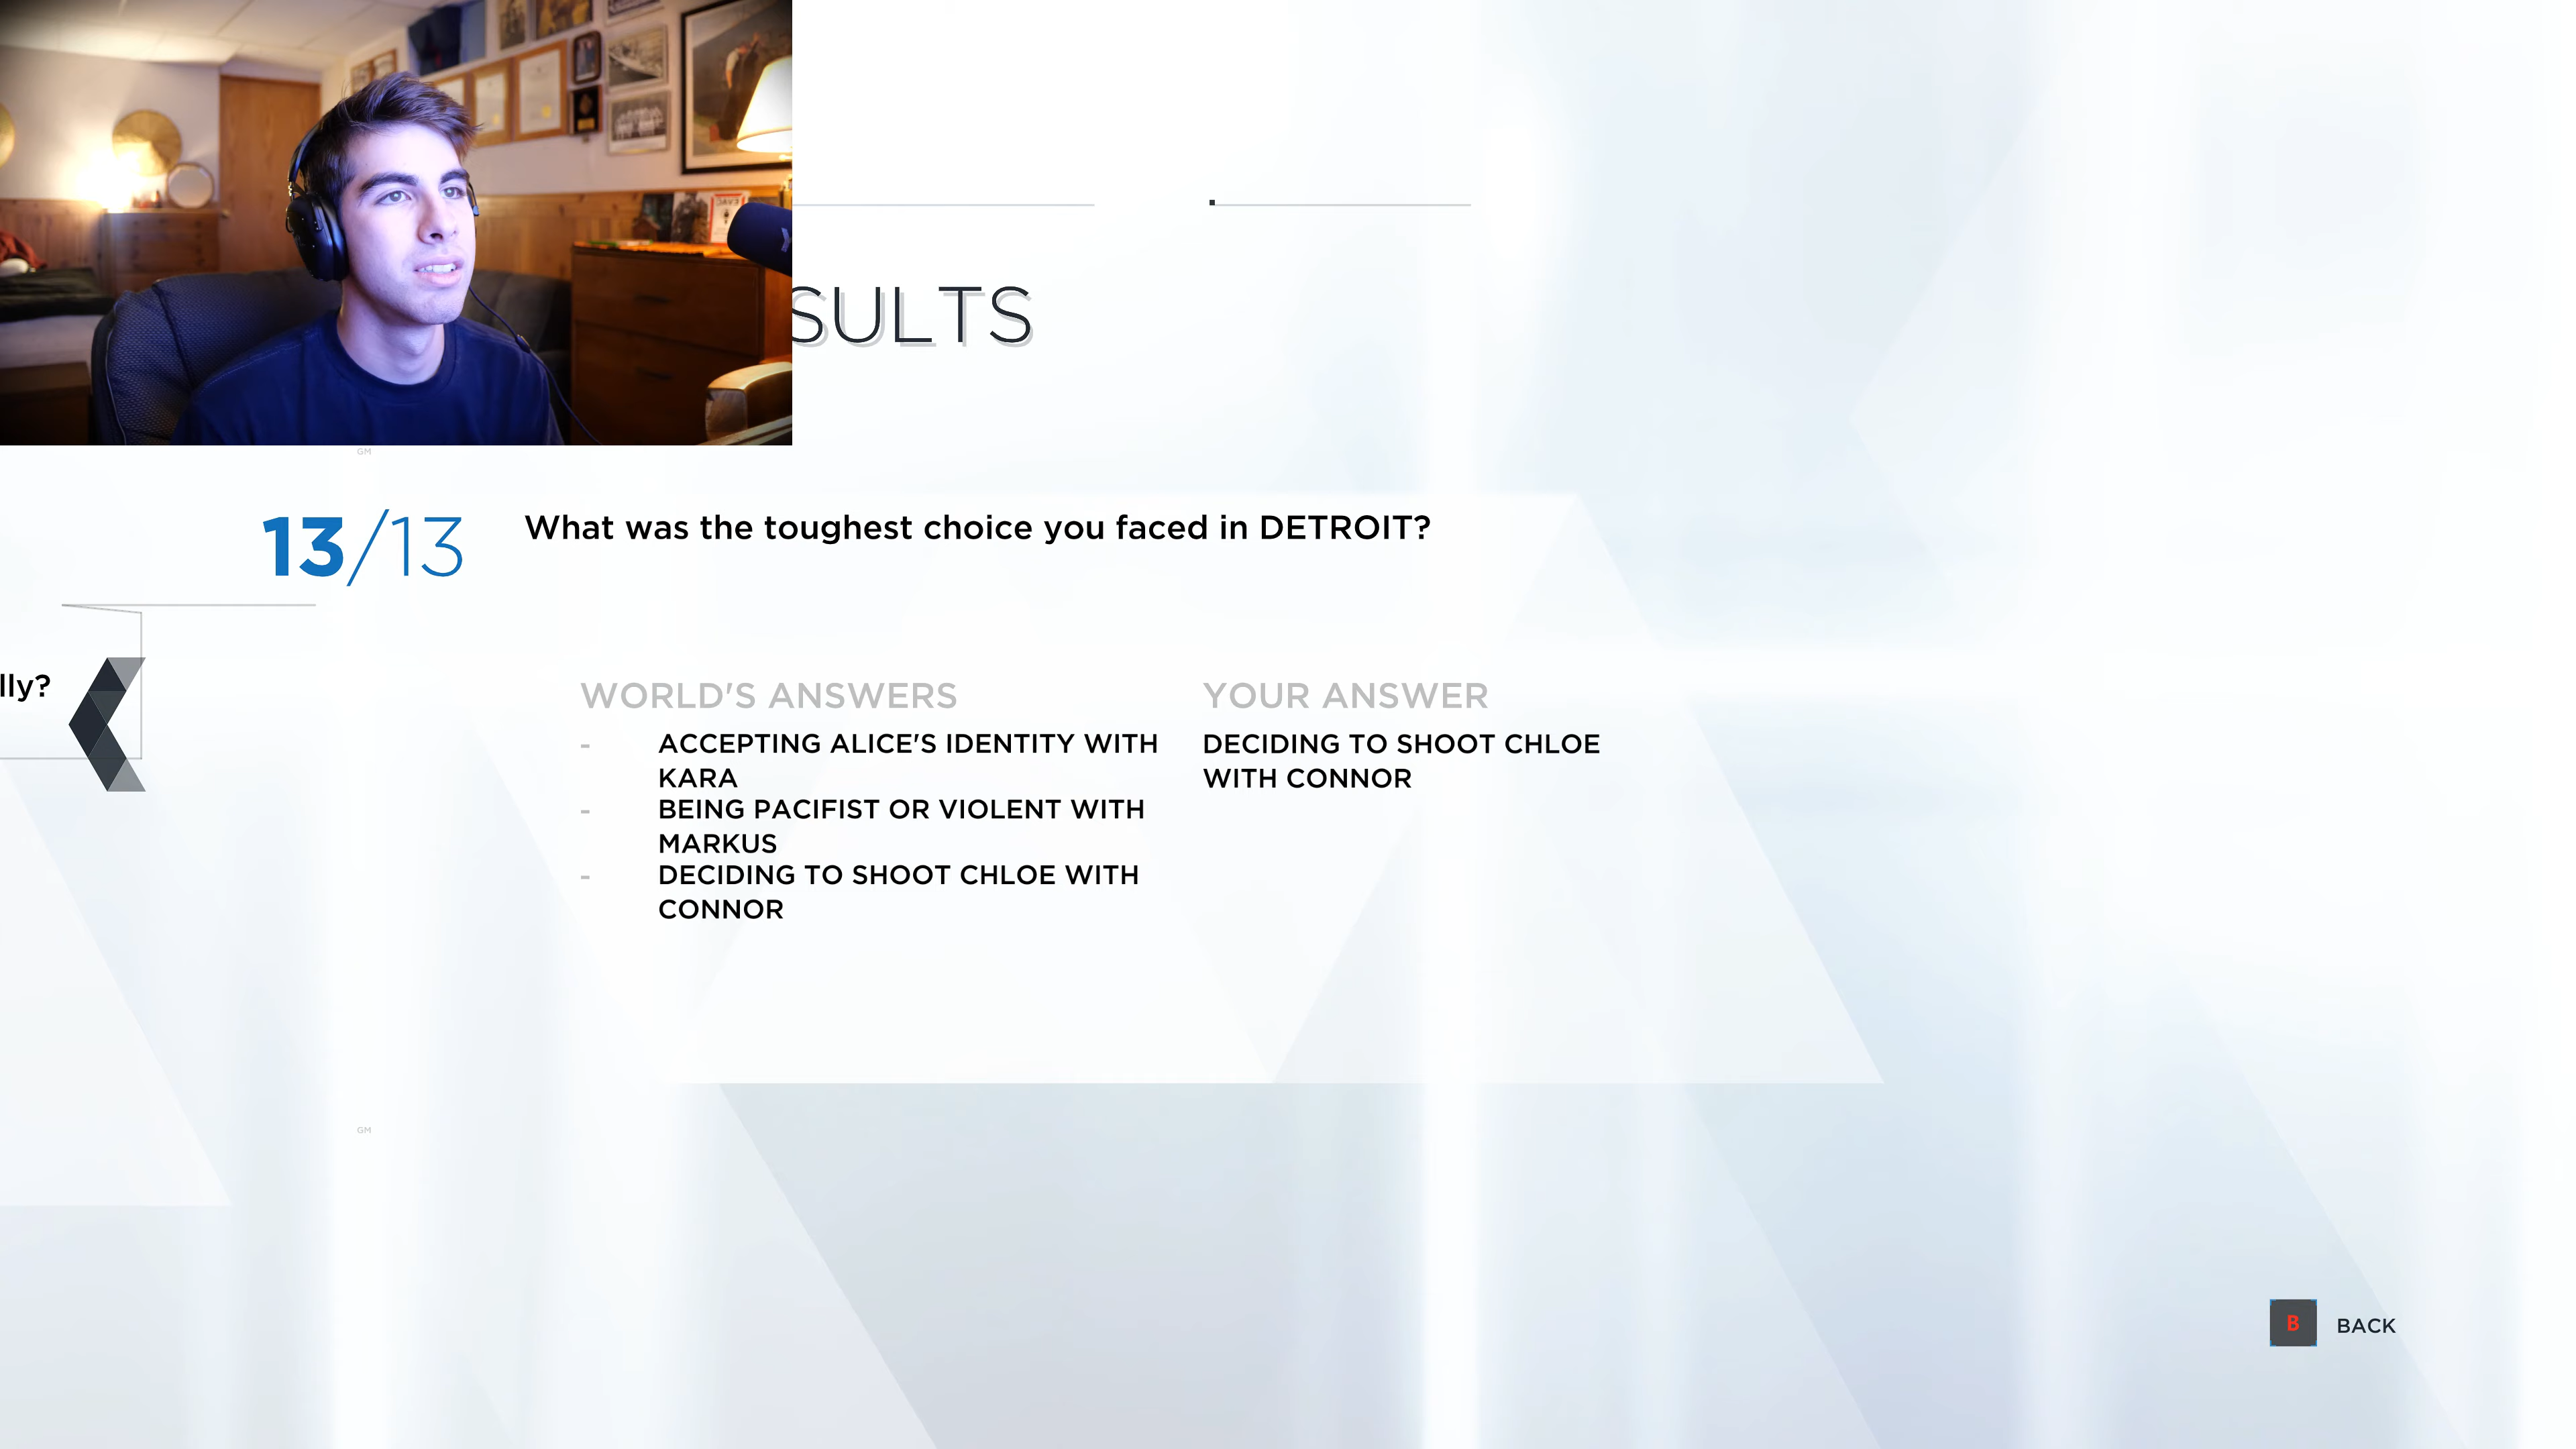 SULTS
GM
13/13
What was the toughest choice you faced in DETROIT?
lly?
WORLD'S ANSWERS
- ACCEPTING ALICE'S IDENTITY WITH
KARA
- BEING PACIFIST OR VIOLENT WITH
MARKUS
- DECIDING TO SHOOT CHLOE WITH
CONNOR
YOUR ANSWER
DECIDING TO SHOOT CHLOE
WITH CONNOR
GM
B BACK